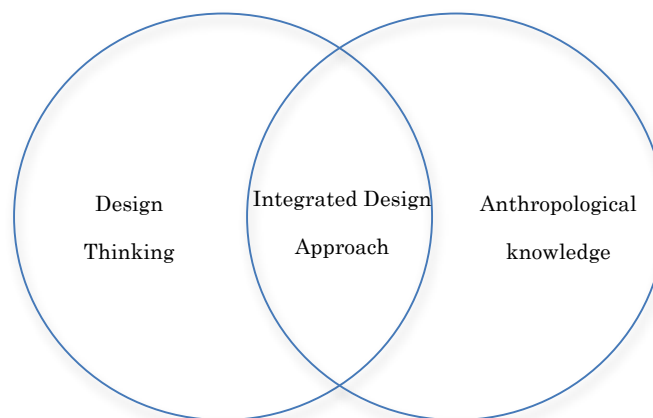 Design
Thinking
Integrated Design
Approach
Anthropological
knowledge